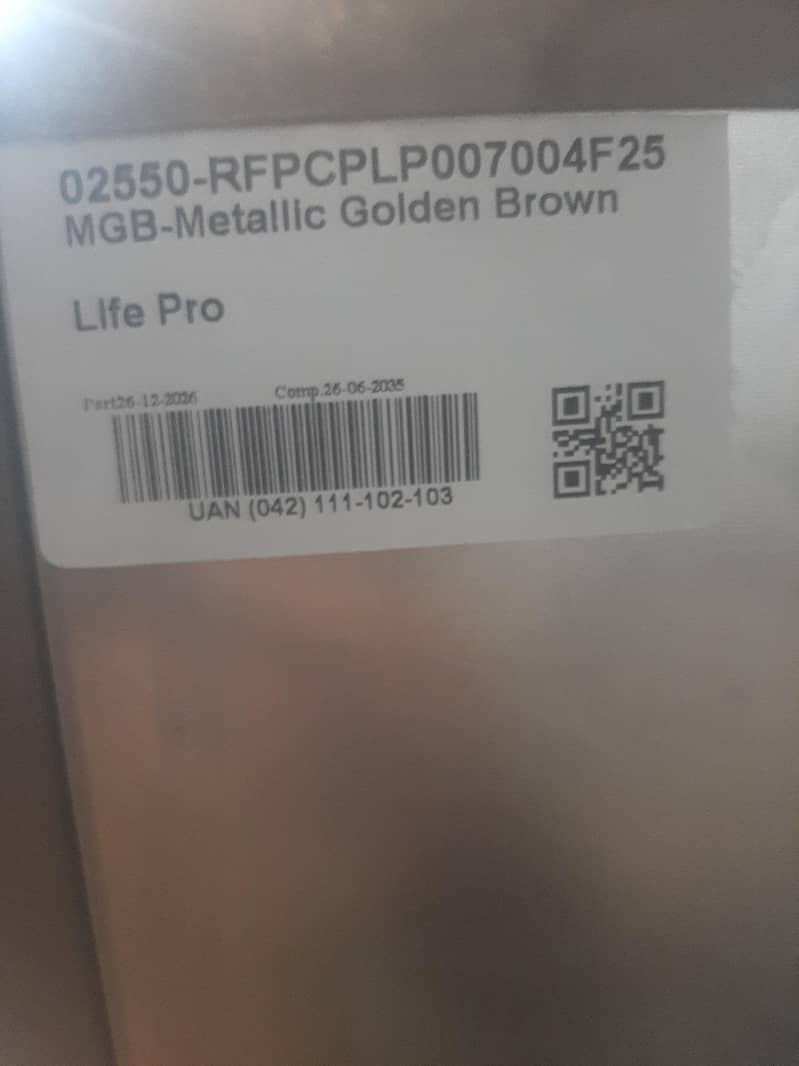 02550-RFPCPLP007004F25
MGB-Metallic Golden Brown
Life Pro
Part26-12-2026 Comp.26-06-2035
UAN (042) 111-102-103